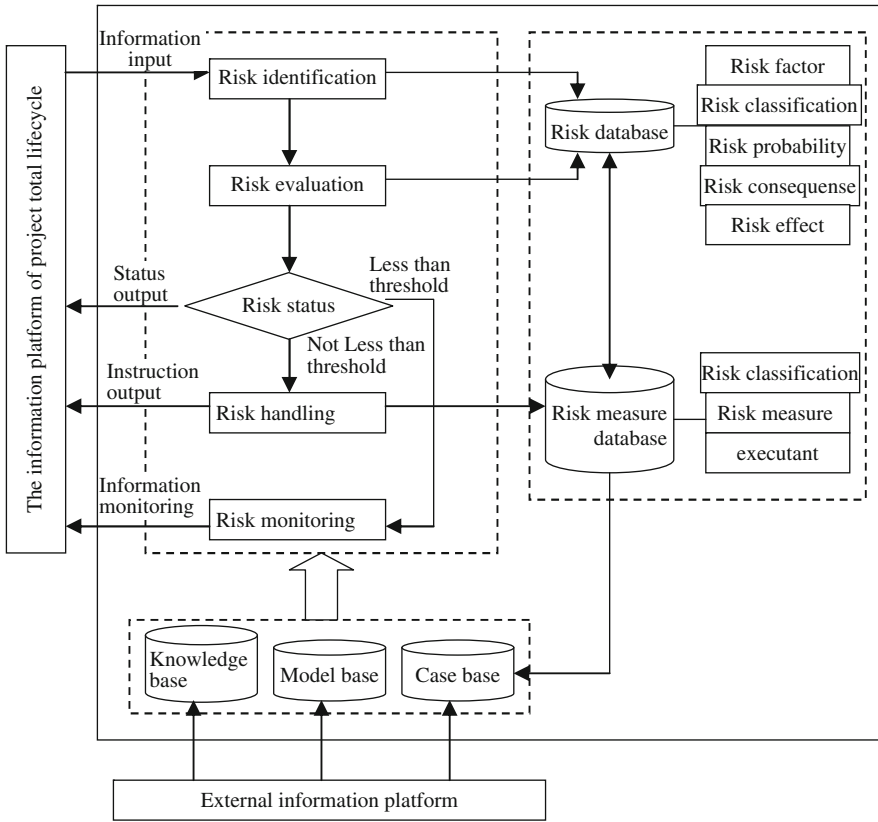 The information platform of project total lifecycle
Information
input
Risk identification
Risk evaluation
Status
output
Risk status
Less than
threshold
Not Less than
threshold
Instruction
output
Risk handling
Information
monitoring
Risk monitoring
Risk database
Risk factor
Risk classification
Risk probability
Risk consequense
Risk effect
Risk measure
database
Risk classification
Risk measure
executant
Knowledge
base
Model base
Case base
External information platform